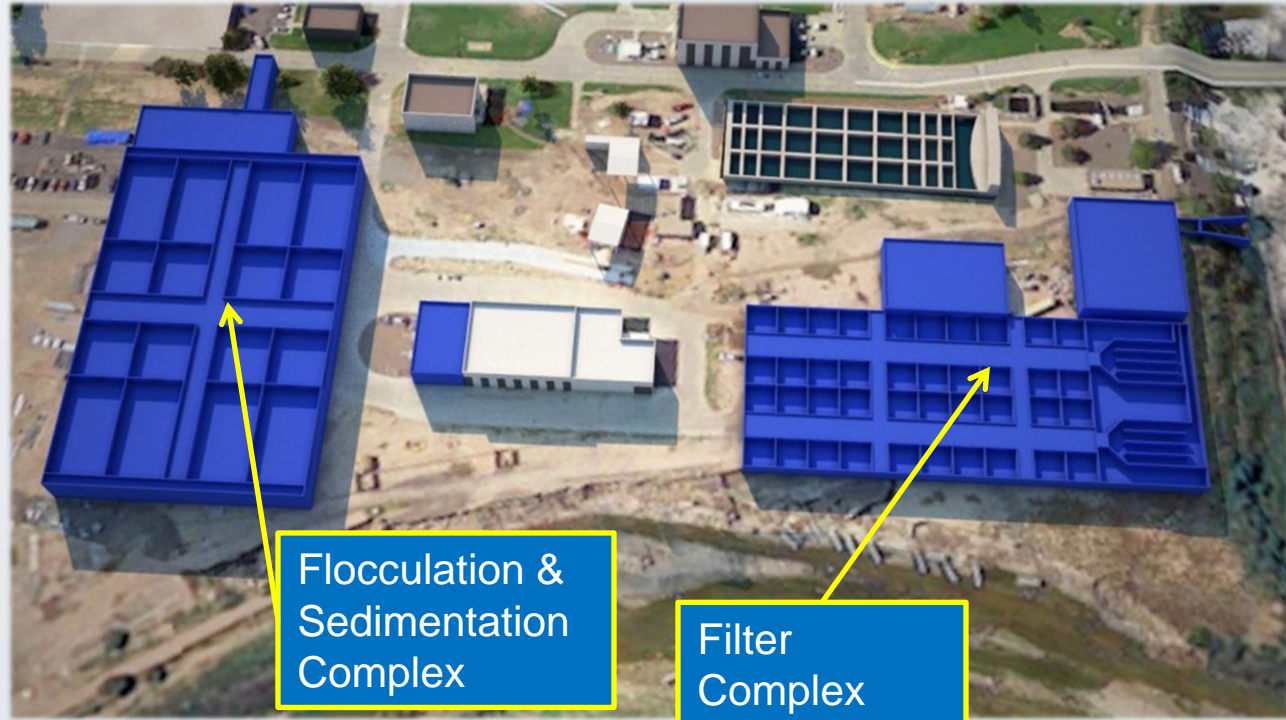 Flocculation &
Sedimentation
Complex
Filter
Complex